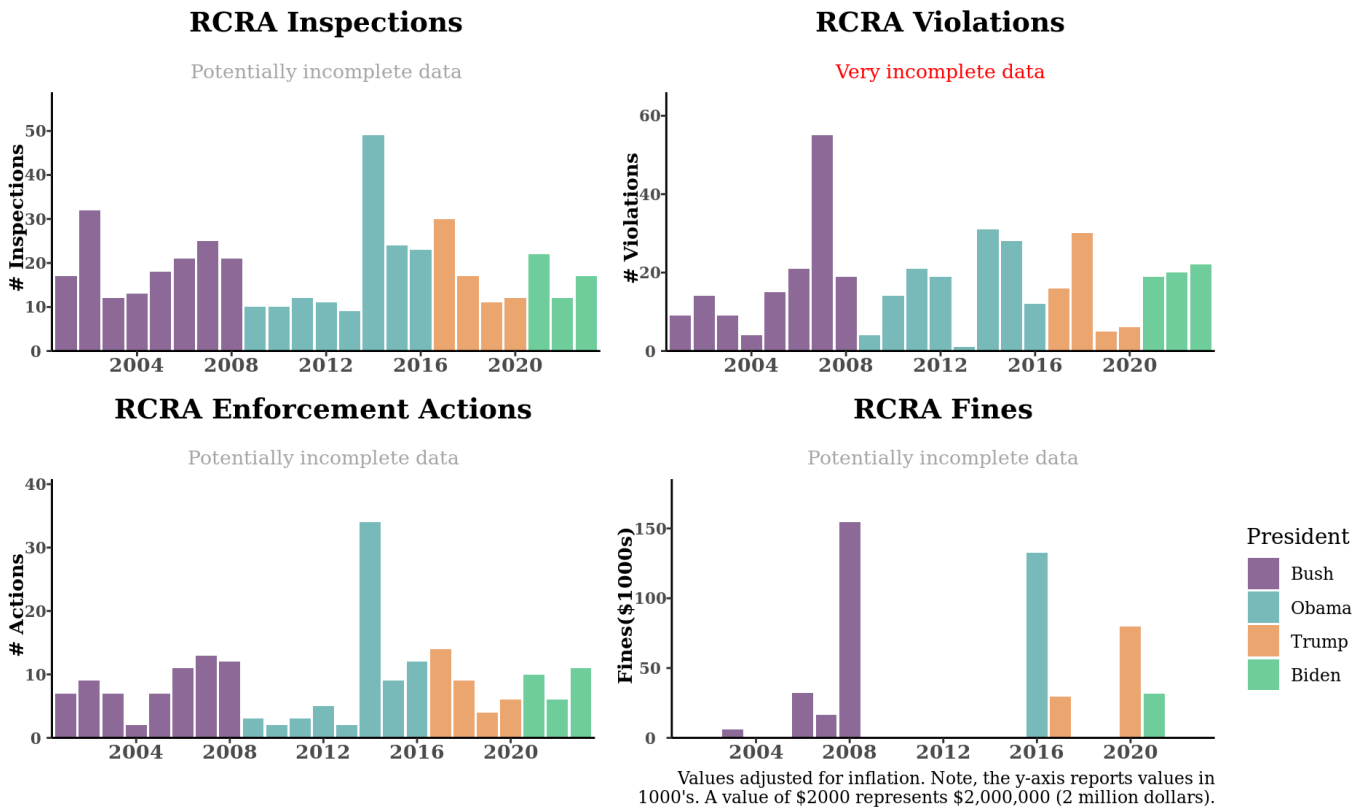 RCRA Inspections
Potentially incomplete data
# Inspections
50
40
30
20
10
0
2004 2008 2012 2016 2020
RCRA Violations
Very incomplete data
# Violations
60
40
20
0
2004 2008 2012 2016 2020
RCRA Enforcement Actions
Potentially incomplete data
# Actions
40
30
20
10
0
2004 2008 2012 2016 2020
RCRA Fines
Potentially incomplete data
Fines($1000s)
150
100
50
0
2004 2008 2012 2016 2020
President
Bush
Obama
Trump
Biden
Values adjusted for inflation. Note, the y-axis reports values in
1000's. A value of $2000 represents $2,000,000 (2 million dollars).